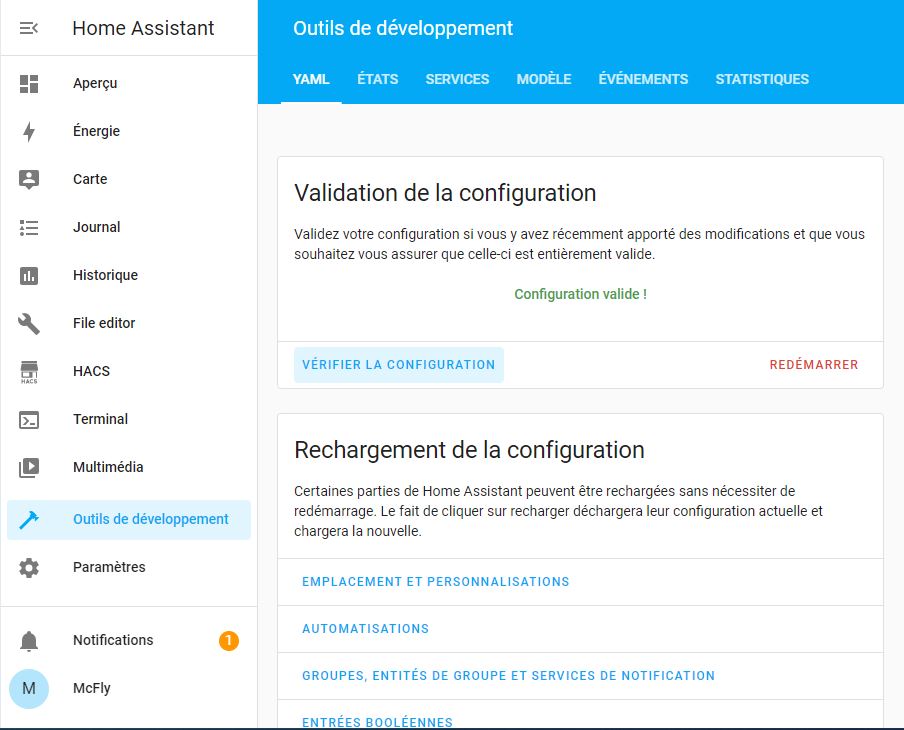 Home Assistant
Aperçu
Énergie
Carte
Journal
Historique
File editor
HACS
HACS
Terminal
Multimédia
Outils de développement
Paramètres
Notifications
1
M
McFly
Outils de développement
YAML
ÉTATS
SERVICES
MODÈLE
ÉVÉNEMENTS
STATISTIQUES
Validation de la configuration
Validez votre configuration si vous y avez récemment apporté des modifications et que vous
souhaitez vous assurer que celle-ci est entièrement valide.
Configuration valide !
VÉRIFIER LA CONFIGURATION
REDÉMARRER
Rechargement de la configuration
Certaines parties de Home Assistant peuvent être rechargées sans nécessiter de
redémarrage. Le fait de cliquer sur recharger déchargera leur configuration actuelle et
chargera la nouvelle.
EMPLACEMENT ET PERSONNALISATIONS
AUTOMATISATIONS
GROUPES, ENTITÉS DE GROUPE ET SERVICES DE NOTIFICATION
ENTRÉES BOOLÉENNES